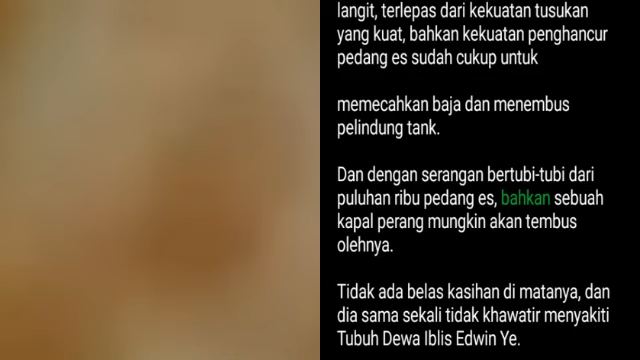 langit, terlepas dari kekuatan tusukan
yang kuat, bahkan kekuatan penghancur
pedang es sudah cukup untuk
memecahkan baja dan menembus
pelindung tank.
Dan dengan serangan bertubi-tubi dari
puluhan ribu pedang es, bahkan sebuah
kapal perang mungkin akan tembus
olehnya.
Tidak ada belas kasihan di matanya, dan
dia sama sekali tidak khawatir menyakiti
Tubuh Dewa Iblis Edwin Ye.